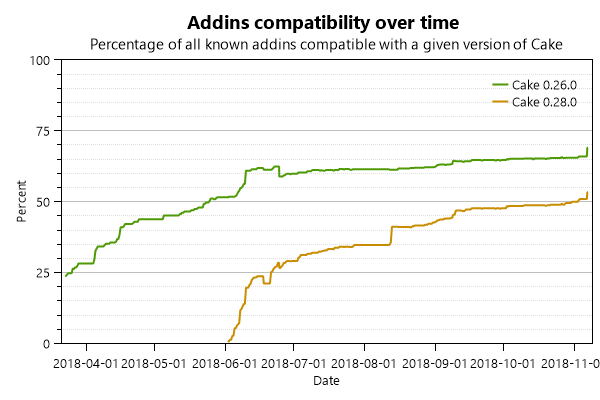 Addins compatibility over time
Percentage of all known addins compatible with a given version of Cake
100
Cake 0.26.0
Cake 0.28.0
75
50
25
0
Percent
2018-04-01 2018-05-01 2018-06-01 2018-07-01 2018-08-01 2018-09-01 2018-10-01 2018-11-0
Date